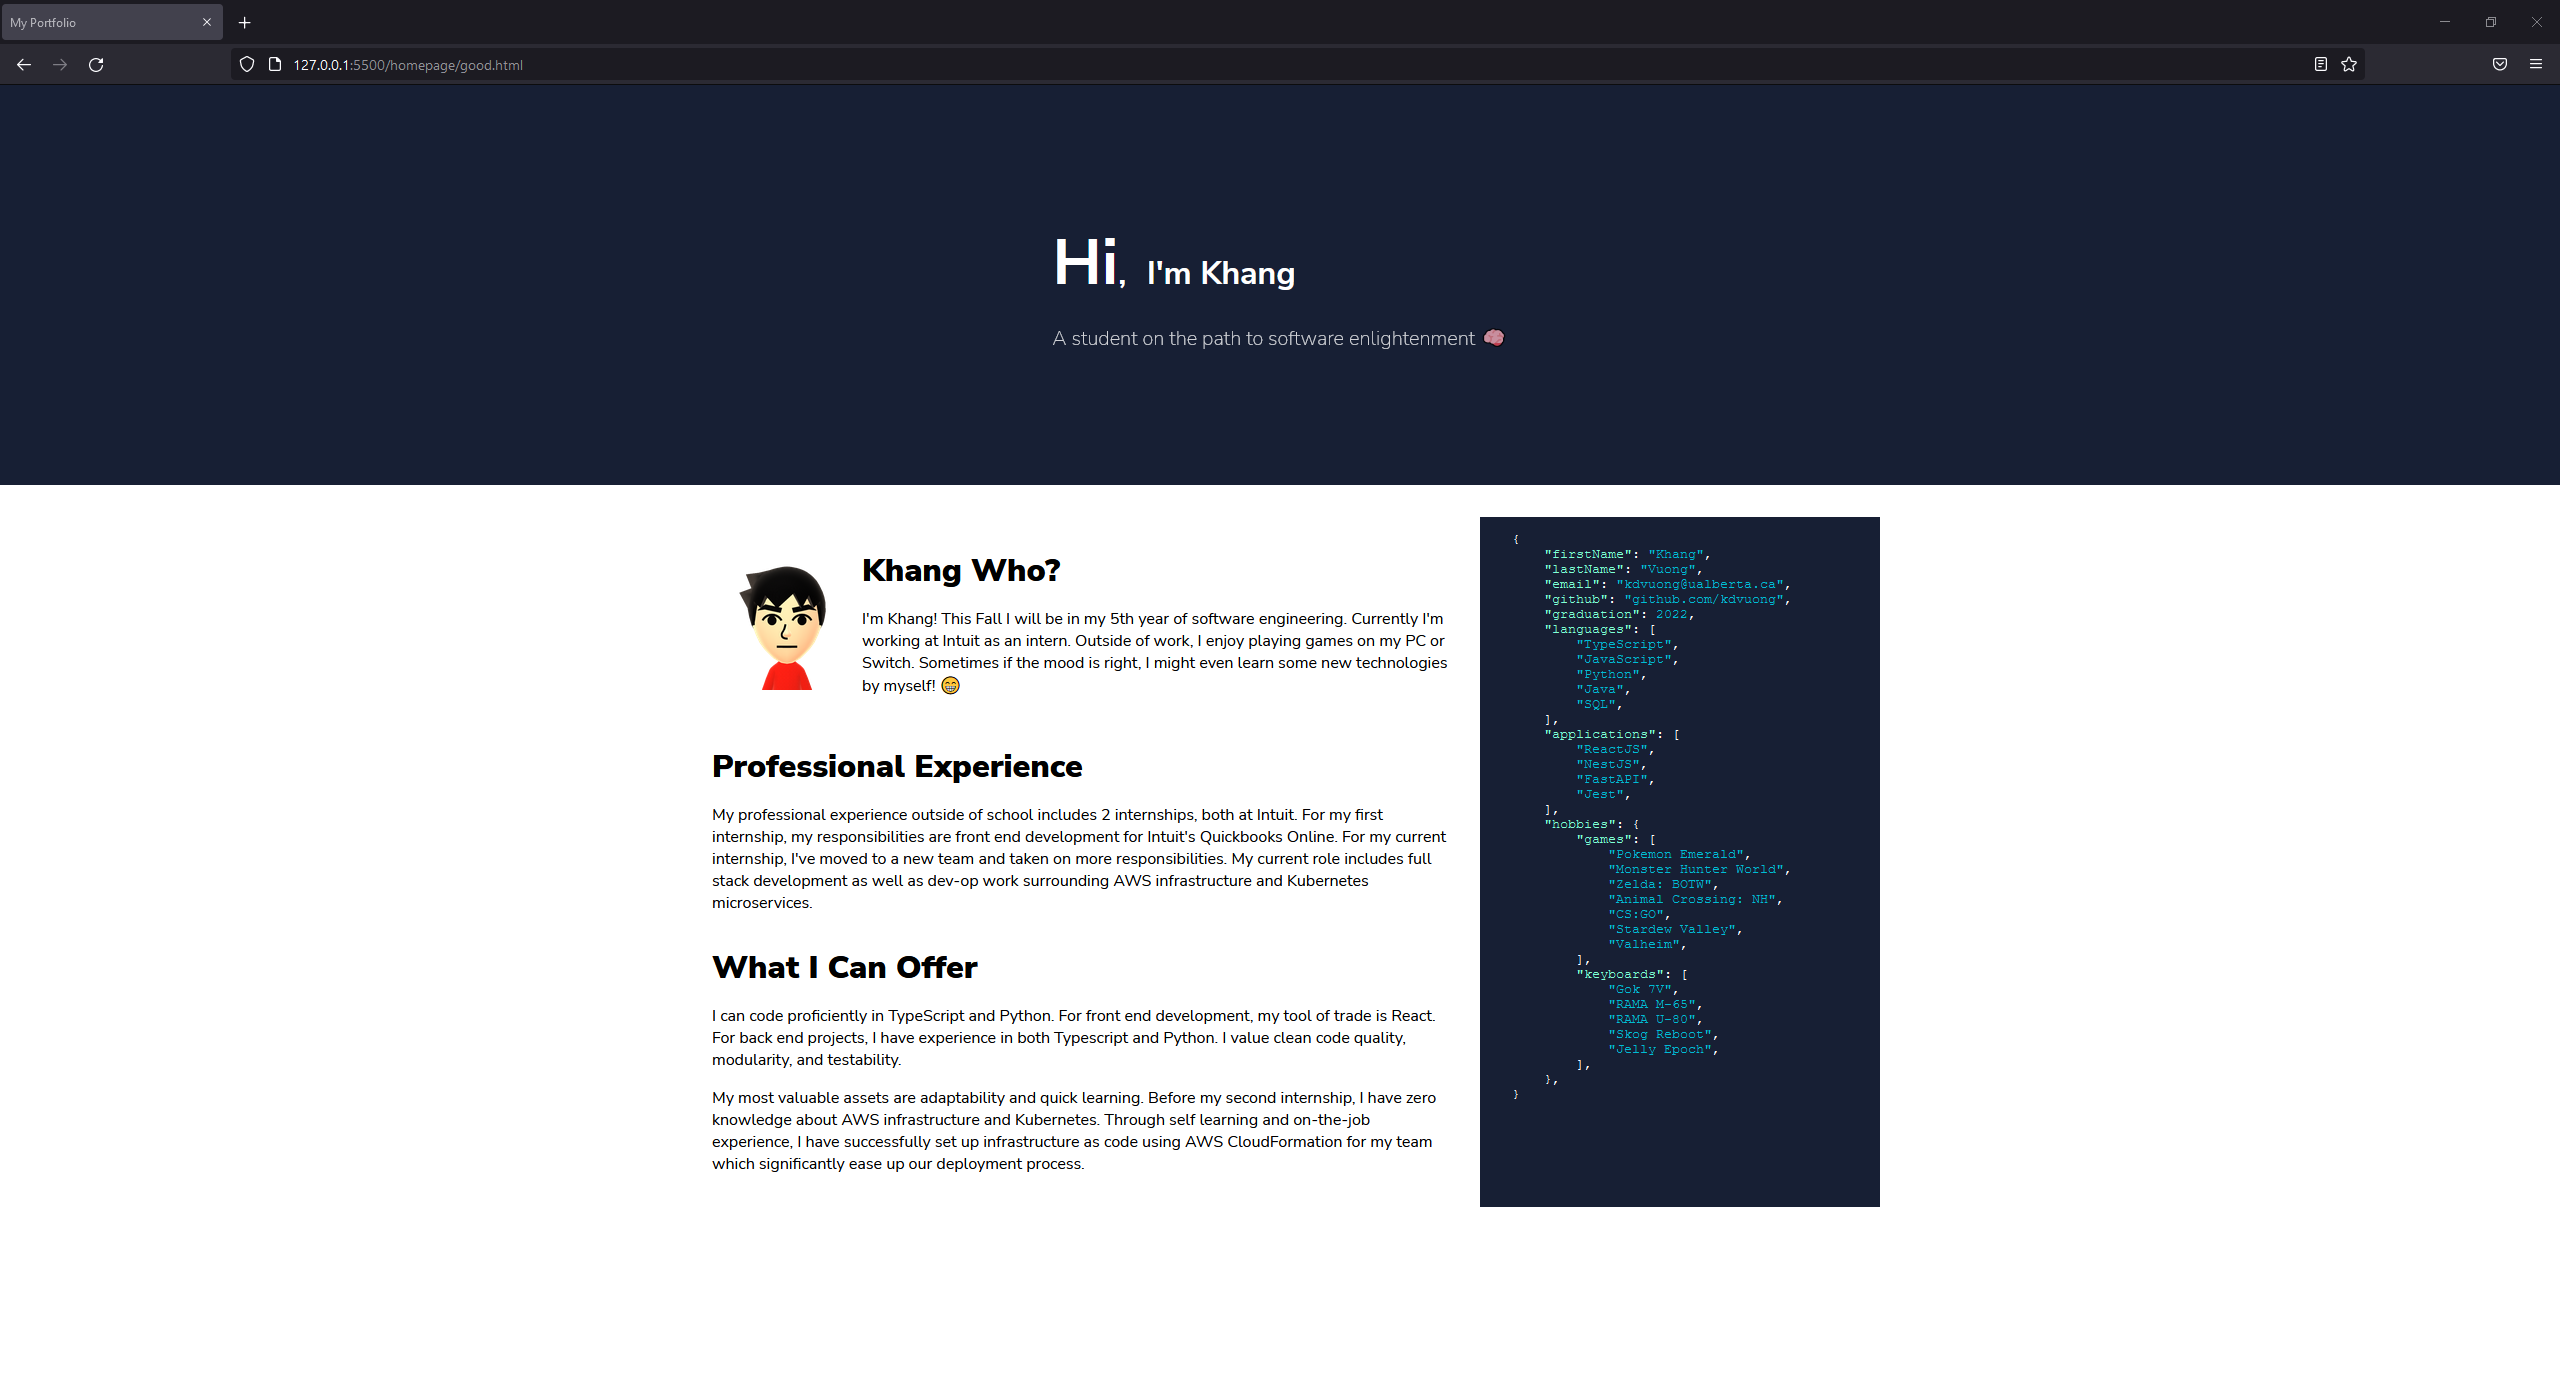 My Portfolio
127.0.0.1:5500/homepage/good.html
Hi, I'm Khang
A student on the path to software enlightenment 🧠
Khang Who?
I'm Khang! This Fall I will be in my 5th year of software engineering. Currently I'm
working at Intuit as an intern. Outside of work, I enjoy playing games on my PC or
Switch. Sometimes if the mood is right, I might even learn some new technologies
by myself! 😁
Professional Experience
My professional experience outside of school includes 2 internships, both at Intuit. For my first
internship, my responsibilities are front end development for Intuit's Quickbooks Online. For my current
internship, I've moved to a new team and taken on more responsibilities. My current role includes full
stack development as well as dev-op work surrounding AWS infrastructure and Kubernetes
microservices.
What I Can Offer
I can code proficiently in TypeScript and Python. For front end development, my tool of trade is React.
For back end projects, I have experience in both Typescript and Python. I value clean code quality,
modularity, and testability.
My most valuable assets are adaptability and quick learning. Before my second internship, I have zero
knowledge about AWS infrastructure and Kubernetes. Through self learning and on-the-job
experience, I have successfully set up infrastructure as code using AWS CloudFormation for my team
which significantly ease up our deployment process.
{
"firstName": "Khang",
"lastName": "Vuong",
"email": "kdvuong@ualberta.ca",
"github": "github.com/kdvuong",
"graduation": 2022,
"languages": [
"TypeScript",
"JavaScript",
"Python",
"Java",
"SQL",
],
"applications": [
"ReactJS",
"NestJS",
"FastAPI",
"Jest",
],
"hobbies": {
"games": [
"Pokemon Emerald",
"Monster Hunter World",
"Zelda: BOTW",
"Animal Crossing: NH",
"CS:GO",
"Stardew Valley",
"Valheim",
],
"keyboards": [
"Gok 7V",
"RAMA M-65",
"RAMA U-80",
"Skog Reboot",
"Jelly Epoch",
],
},
}